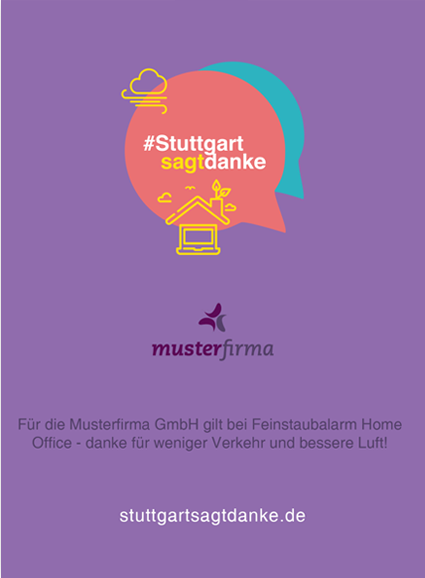 #Stuttgart
sagtdanke
musterfirma
Für die Musterfirma GmbH gilt bei Feinstaubalarm Home
Office - danke für weniger Verkehr und bessere Luft!
stuttgartsagtdanke.de